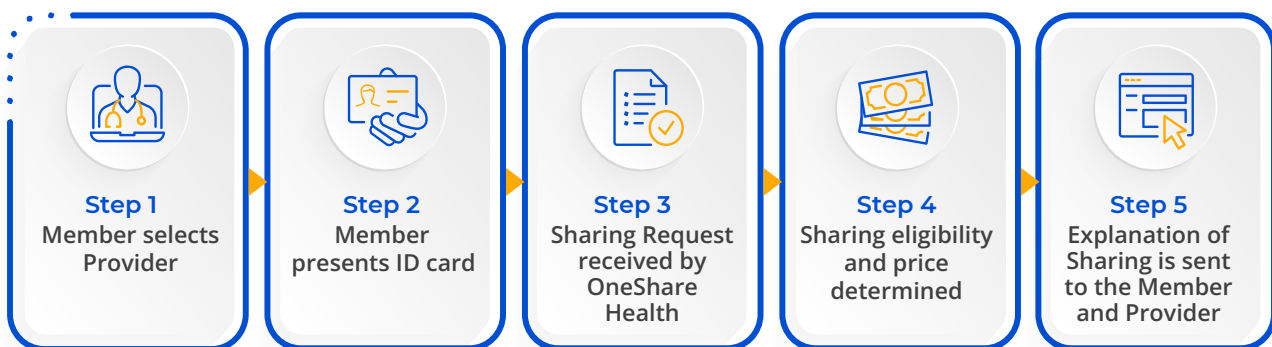 Step 1
Member selects
Provider
Step 2
Member
presents ID card
Step 3
Sharing Request
received by
OneShare
Health
Step 4
Sharing eligibility
and price
determined
Step 5
Explanation of
Sharing is sent
to the Member
and Provider